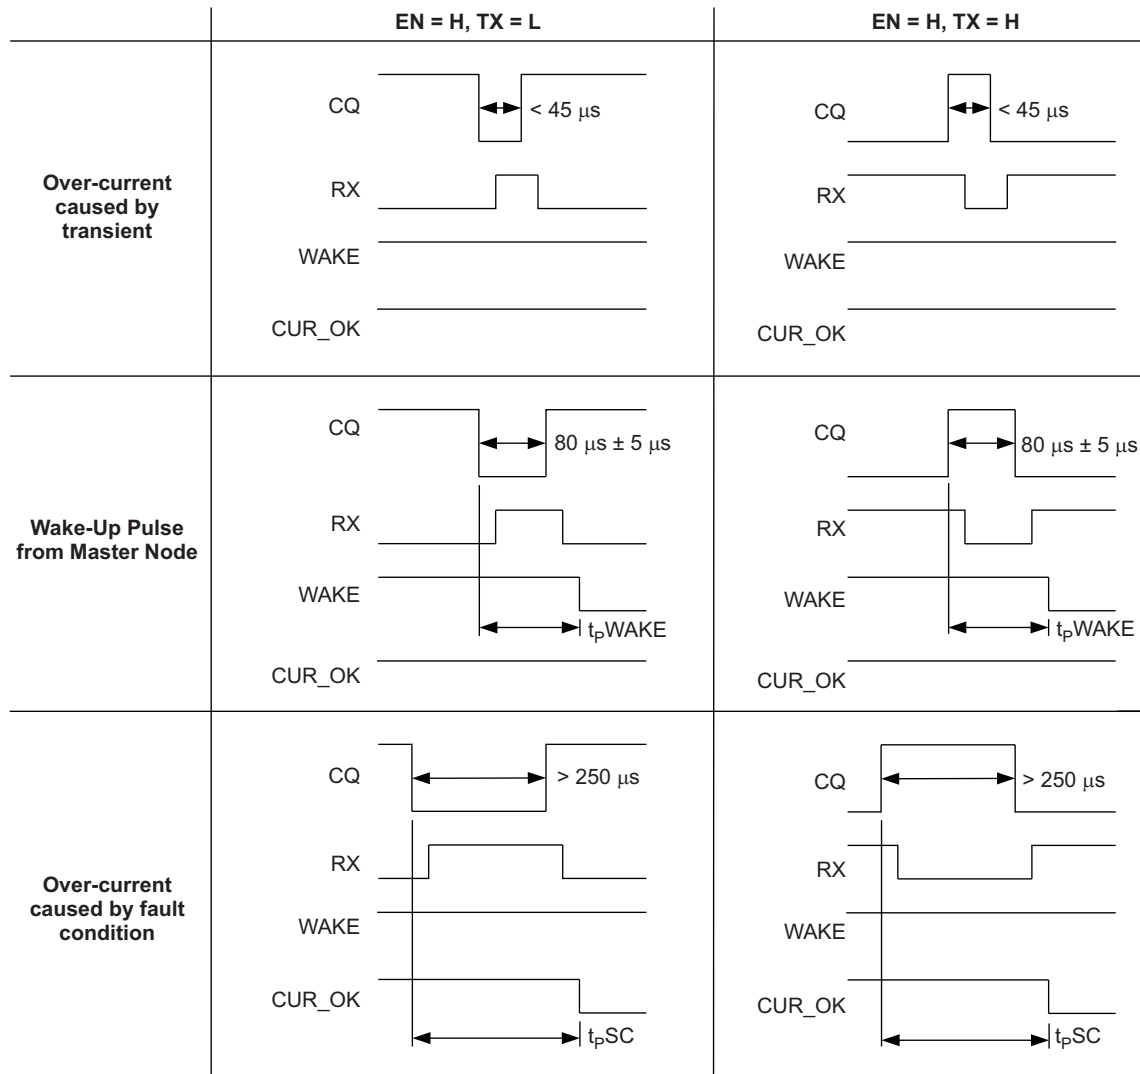 EN = H, TX = L
EN = H, TX = H
Over-current
caused by
transient
CQ
< 45 μs
RX
WAKE
CUR_OK
CQ
< 45 μs
RX
WAKE
CUR_OK
Wake-Up Pulse
from Master Node
CQ
80 μs ± 5 μs
RX
WAKE
tPWAKE
CUR_OK
CQ
80 μs ± 5 μs
RX
WAKE
tPWAKE
CUR_OK
Over-current
caused by fault
condition
CQ
> 250 μs
RX
WAKE
CUR_OK
tPSC
CQ
> 250 μs
RX
WAKE
CUR_OK
tPSC